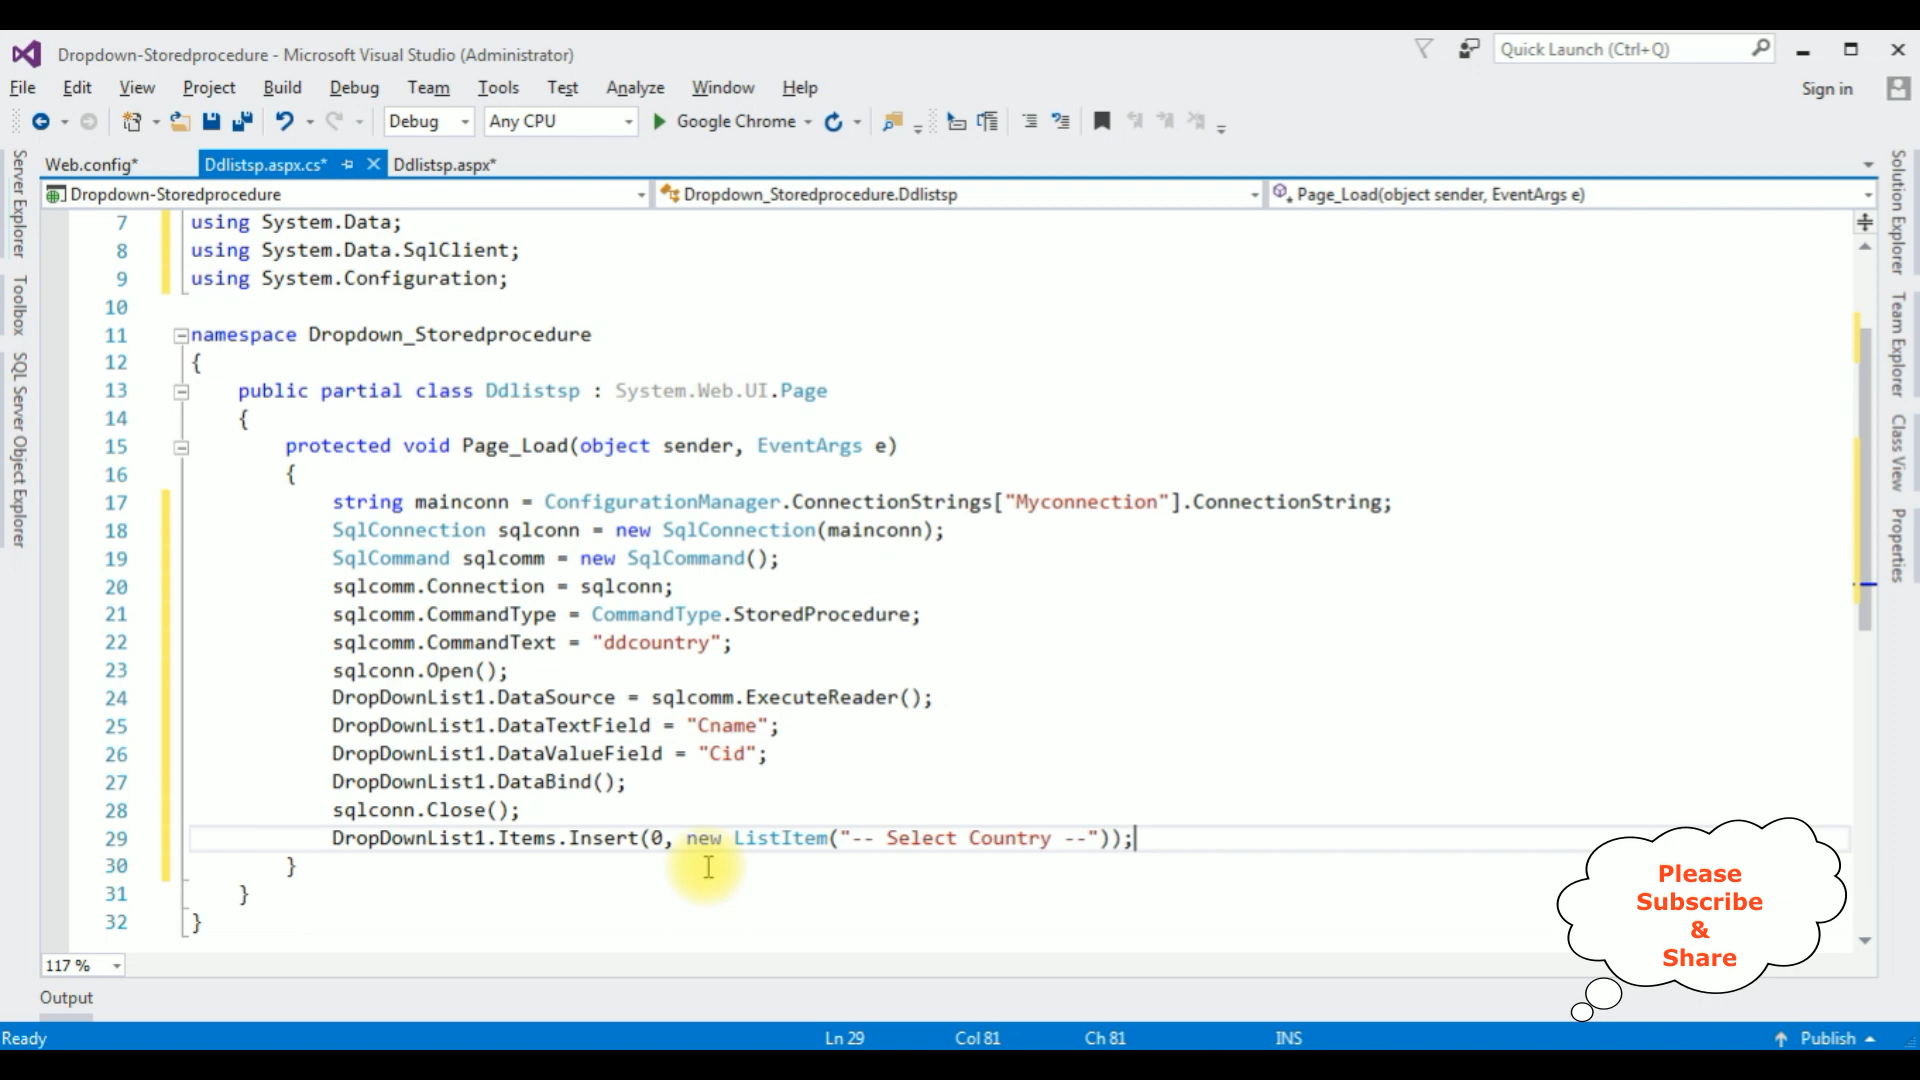 Dropdown-Storedprocedure - Microsoft Visual Studio (Administrator)
Quick Launch (Ctrl+Q)
File Edit View Project Build Debug Team Tools Test Analyze Window Help
Sign in
Debug Any CPU Google Chrome
Web.config* Ddlistsp.aspx.cs* Ddlistsp.aspx*
Dropdown-Storedprocedure Dropdown_Storedprocedure.Ddlistsp Page_Load(object sender, EventArgs e)
Server Explorer
Toolbox
SQL Server Object Explorer
7 using System.Data;
8 using System.Data.SqlClient;
9 using System.Configuration;
10
11 namespace Dropdown_Storedprocedure
12 {
13 public partial class Ddlistsp : System.Web.UI.Page
14 {
15 protected void Page_Load(object sender, EventArgs e)
16 {
17 string mainconn = ConfigurationManager.ConnectionStrings["Myconnection"].ConnectionString;
18 SqlConnection sqlconn = new SqlConnection(mainconn);
19 SqlCommand sqlcomm = new SqlCommand();
20 sqlcomm.Connection = sqlconn;
21 sqlcomm.CommandType = CommandType.StoredProcedure;
22 sqlcomm.CommandText = "ddcountry";
23 sqlconn.Open();
24 DropDownList1.DataSource = sqlcomm.ExecuteReader();
25 DropDownList1.DataTextField = "Cname";
26 DropDownList1.DataValueField = "Cid";
27 DropDownList1.DataBind();
28 sqlconn.Close();
29 DropDownList1.Items.Insert(0, new ListItem("-- Select Country --"));
30 }
31 }
32 }
Solution Explorer
Team Explorer
Class View
Properties
Please
Subscribe
&
Share
117 %
Output
Ready Ln 29 Col 81 Ch 81 INS Publish